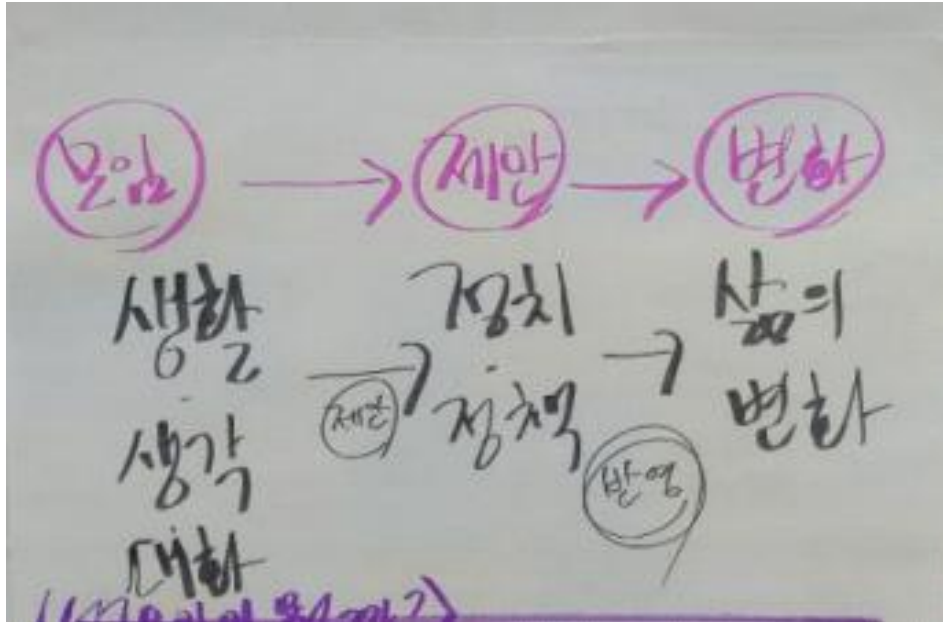 모임 → 제안 → 변화
생활 정치 삶의
→ →
제안
생각 정책 변화
반영
대화